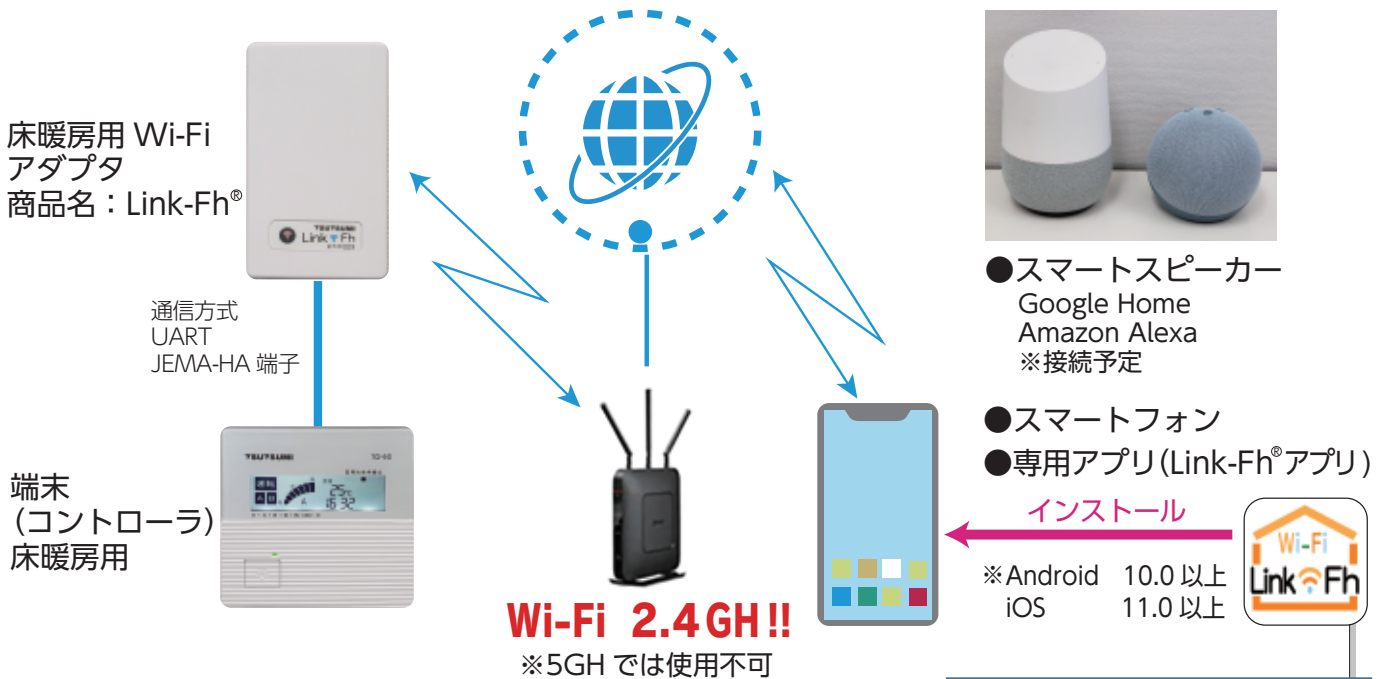 床暖房用 Wi-Fi
アダプタ
商品名：Link-Fh®
TSUTSUMI
Link Fh
通信方式
UART
JEMA-HA 端子
TSUTSUMI
端末
（コントローラ）
床暖房用
運転
A B
25℃
16:32
Wi-Fi 2.4GH!!
※5GH では使用不可
●スマートスピーカー
Google Home
Amazon Alexa
※接続予定
●スマートフォン
●専用アプリ(Link-Fh®アプリ)
インストール
※Android 10.0 以上
iOS 11.0 以上
Wi-Fi
Link Fh